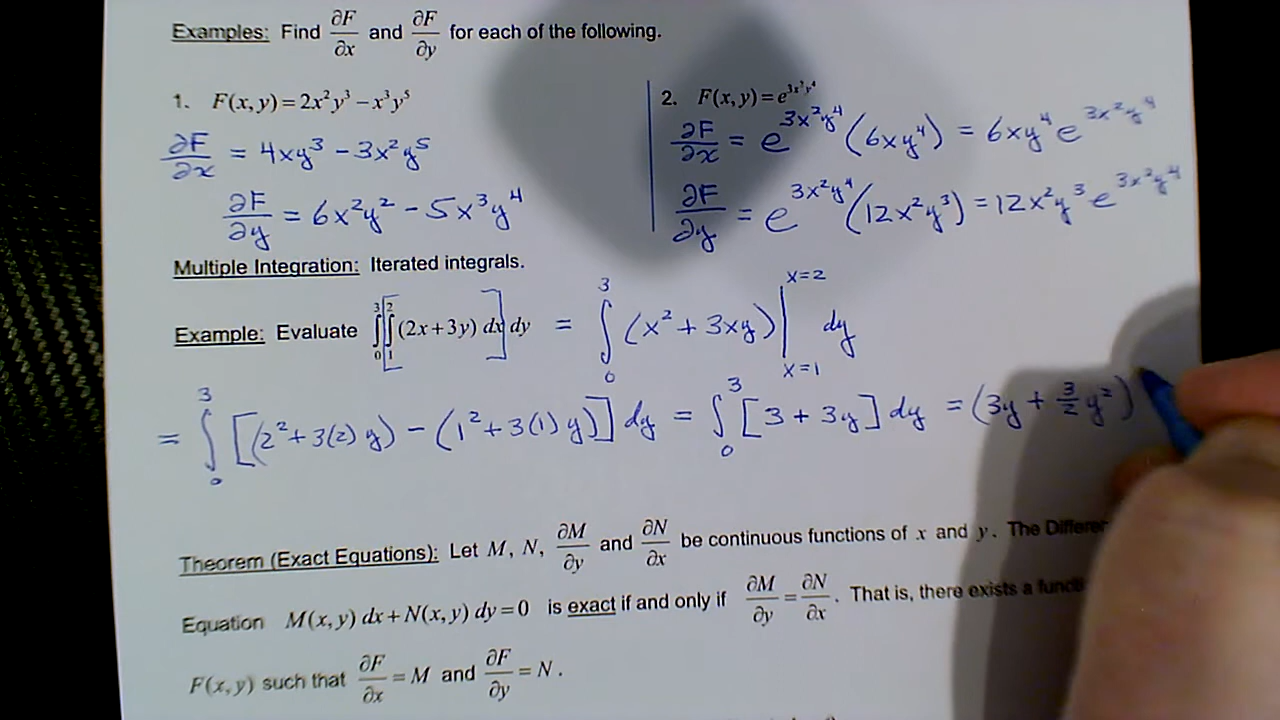 Examples: Find ∂F/∂x and ∂F/∂y for each of the following.
1. F(x, y) = 2x²y³ − x³y⁵
∂F/∂x = 4xy³ − 3x²y⁵
∂F/∂y = 6x²y² − 5x³y⁴
2. F(x, y) = e^(3x²y⁴)
∂F/∂x = e^(3x²y⁴) (6xy⁴) = 6xy⁴ e^(3x²y⁴)
∂F/∂y = e^(3x²y⁴) (12x²y³) = 12x²y³ e^(3x²y⁴)
Multiple Integration: Iterated integrals.
Example: Evaluate ∫₀³ [∫₁² (2x + 3y) dx] dy = ∫₀³ (x² + 3xy) |_(x=1)^(x=2) dy
= ∫₀³ [(2² + 3(2)y) − (1² + 3(1)y)] dy = ∫₀³ [3 + 3y] dy = (3y + 3/2 y²)
Theorem (Exact Equations): Let M, N, ∂M/∂y and ∂N/∂x be continuous functions of x and y. The
Equation M(x, y) dx + N(x, y) dy = 0 is exact if and only if ∂M/∂y = ∂N/∂x. That is, there exists a
F(x, y) such that ∂F/∂x = M and ∂F/∂y = N.